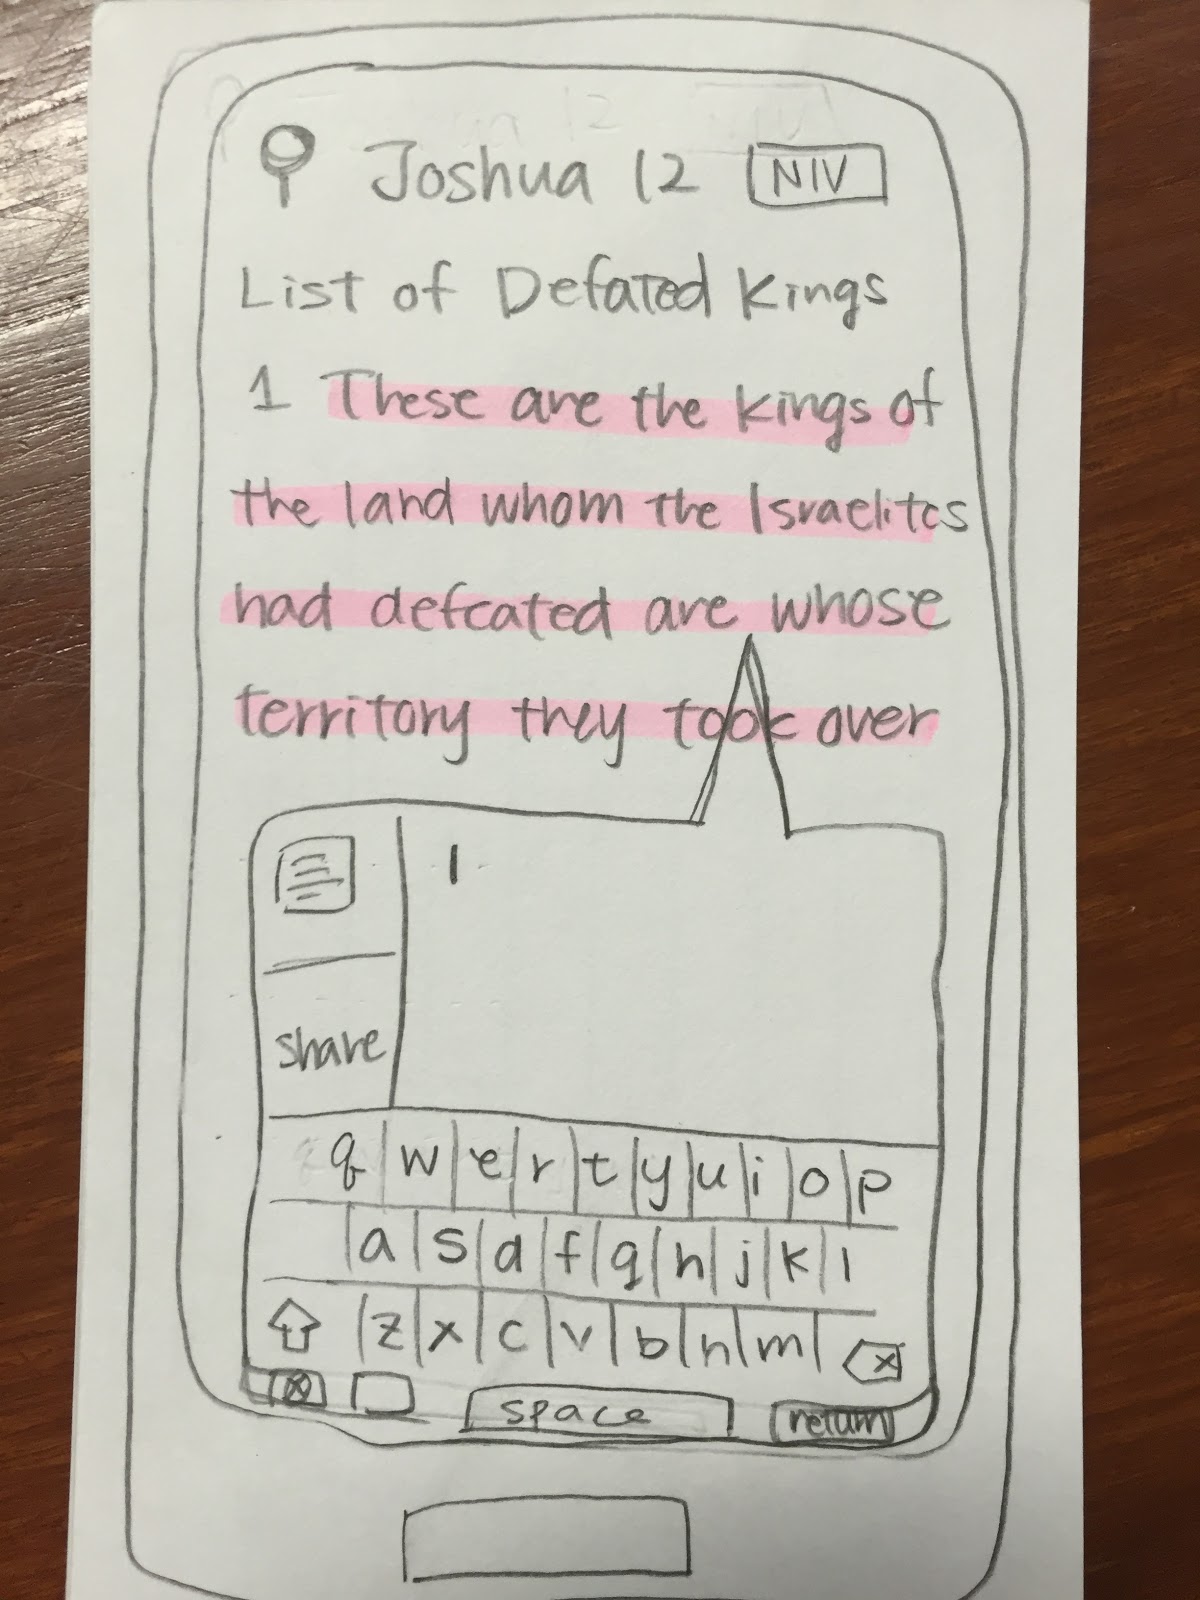 Joshua 12 NIV
List of Defated Kings
1 These are the kings of
the land whom the Israelites
had defeated are whose
territory they took over
I
share
q w e r t y u i o p
a s d f g h j k l
z x c v b n m x
space return